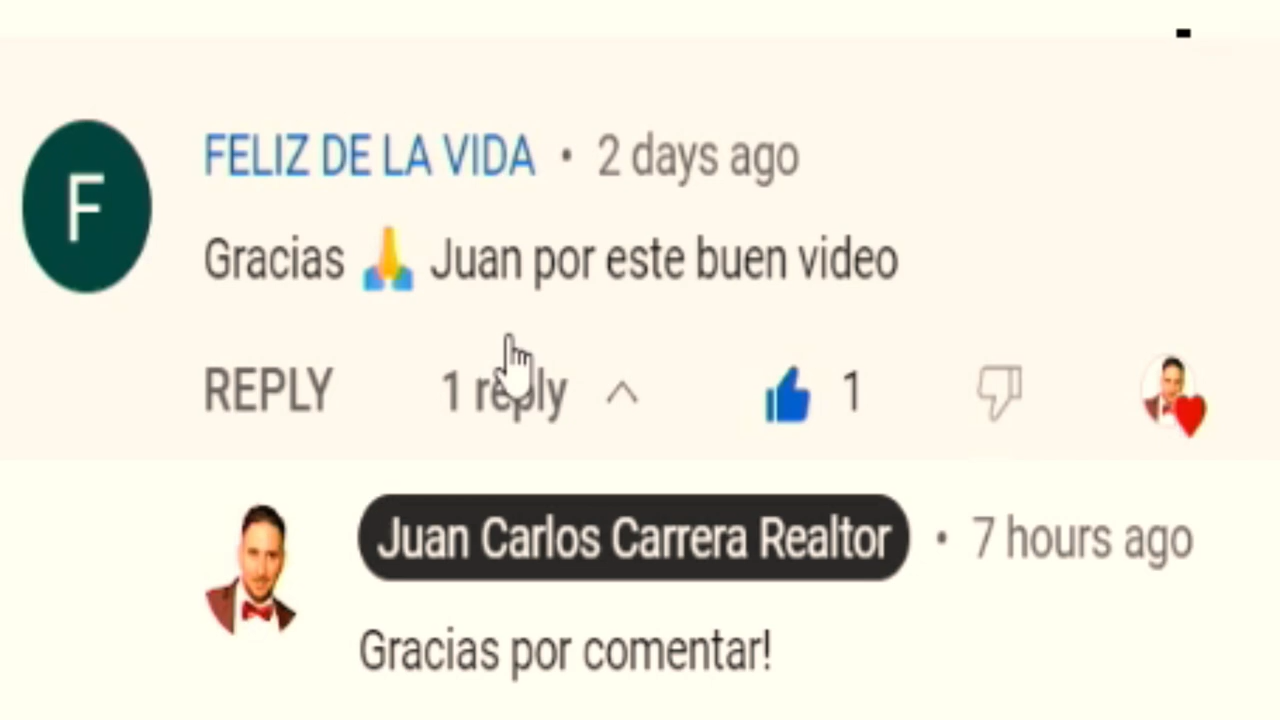 F
FELIZ DE LA VIDA • 2 days ago
Gracias 🙏 Juan por este buen video
REPLY 1 reply 1
Juan Carlos Carrera Realtor • 7 hours ago
Gracias por comentar!